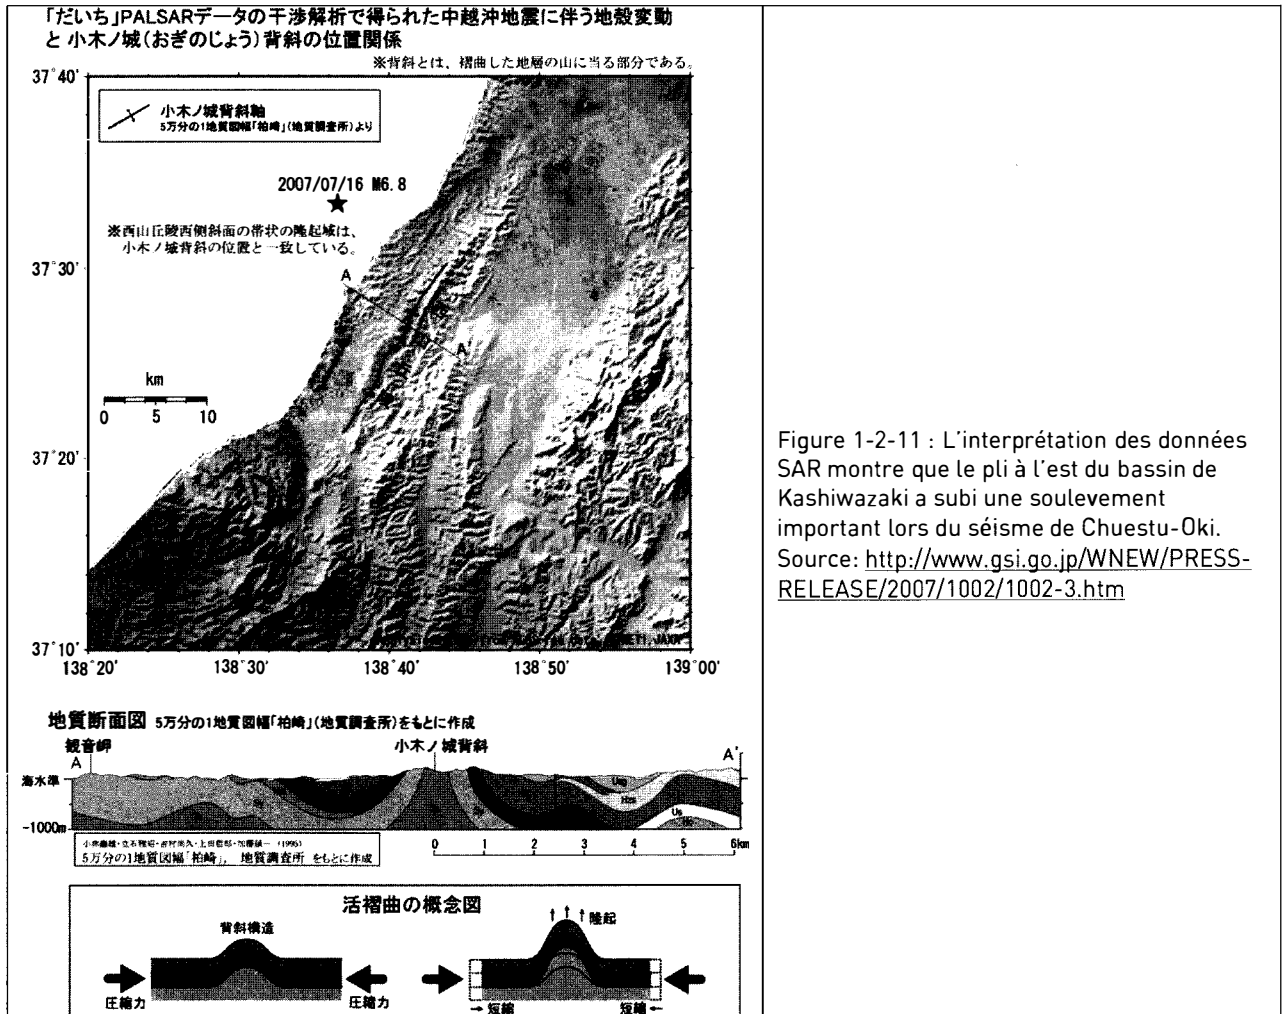 「だいち」PALSARデータの干渉解析で得られた中越沖地震に伴う地殻変動
と 小木ノ城(おぎのじょう)背斜の位置関係
※背斜とは、褶曲した地層の山に当る部分である。
37°40'
小木ノ城背斜軸
5万分の1地質図幅「柏崎」(地質調査所)より
2007/07/16 M6.8
※西山丘陵西側斜面の帯状の隆起域は、
小木ノ城背斜の位置と一致している。
37°30'
A
A'
km
0 5 10
37°20'
37°10'
138°20' 138°30' 138°40' 138°50' 139°00'
地質断面図 5万分の1地質図幅「柏崎」(地質調査所)をもとに作成
観音岬
小木ノ城背斜
A
A'
海水準
Hzs
Us
-1000m
(1995)
5万分の1地質図幅「柏崎」, 地質調査所 をもとに作成
0 1 2 3 4 5 6km
活褶曲の概念図
背斜構造
隆起
圧縮力
圧縮力
→短縮
短縮←
Figure 1-2-11 : L'interprétation des données
SAR montre que le pli à l'est du bassin de
Kashiwazaki a subi une soulevement
important lors du séisme de Chuestu-Oki.
Source: http://www.gsi.go.jp/WNEW/PRESS-
RELEASE/2007/1002/1002-3.htm